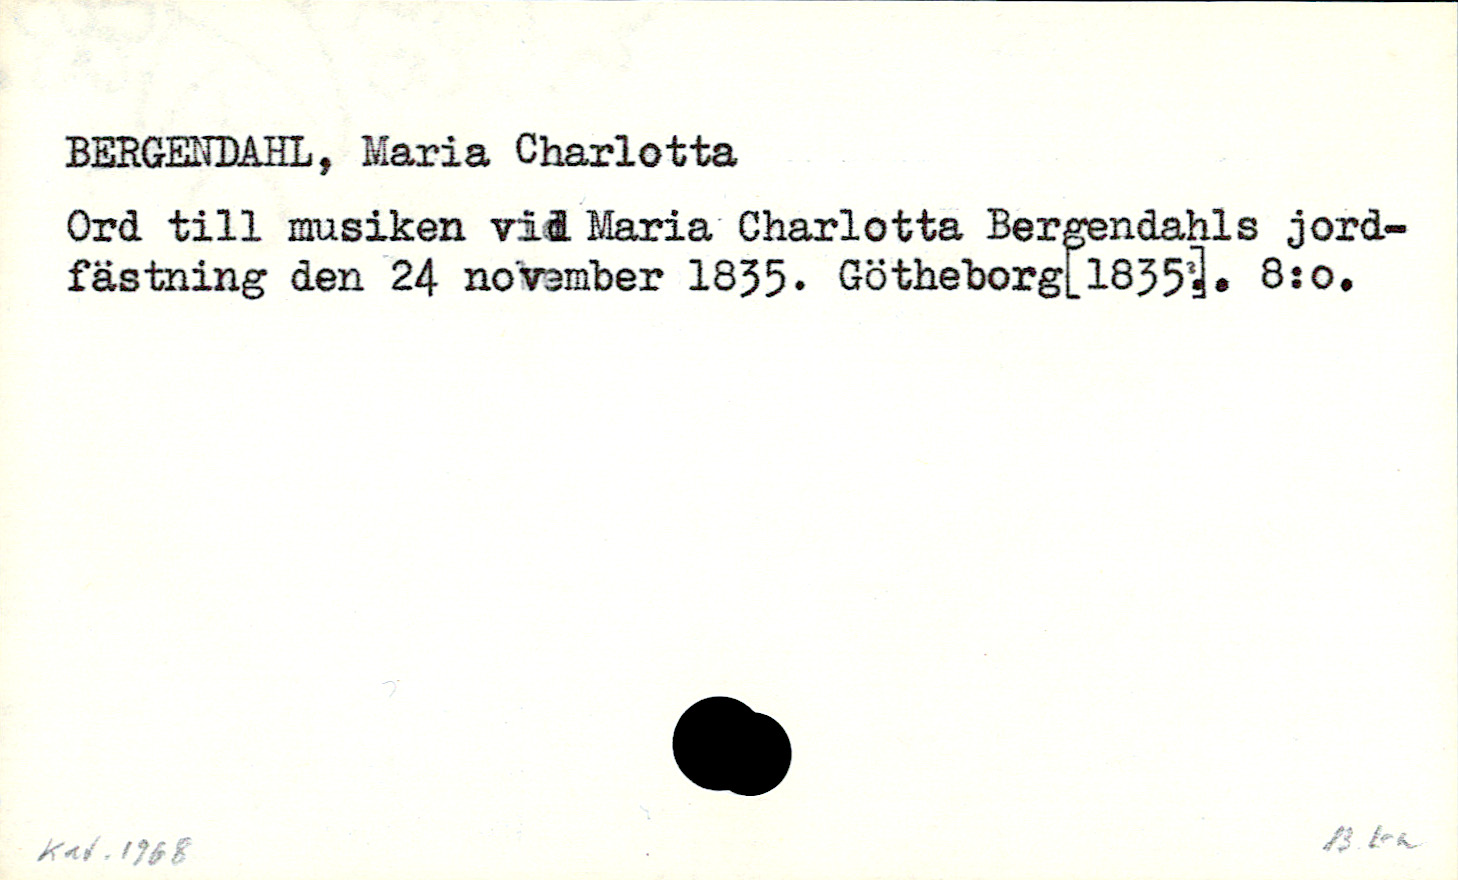 BERGENDAHL, Maria Charlotta
Ord till musiken vid Maria Charlotta Bergendahls jord-
fästning den 24 november 1835. Götheborg[1835]. 8:o.
Kat. 1968